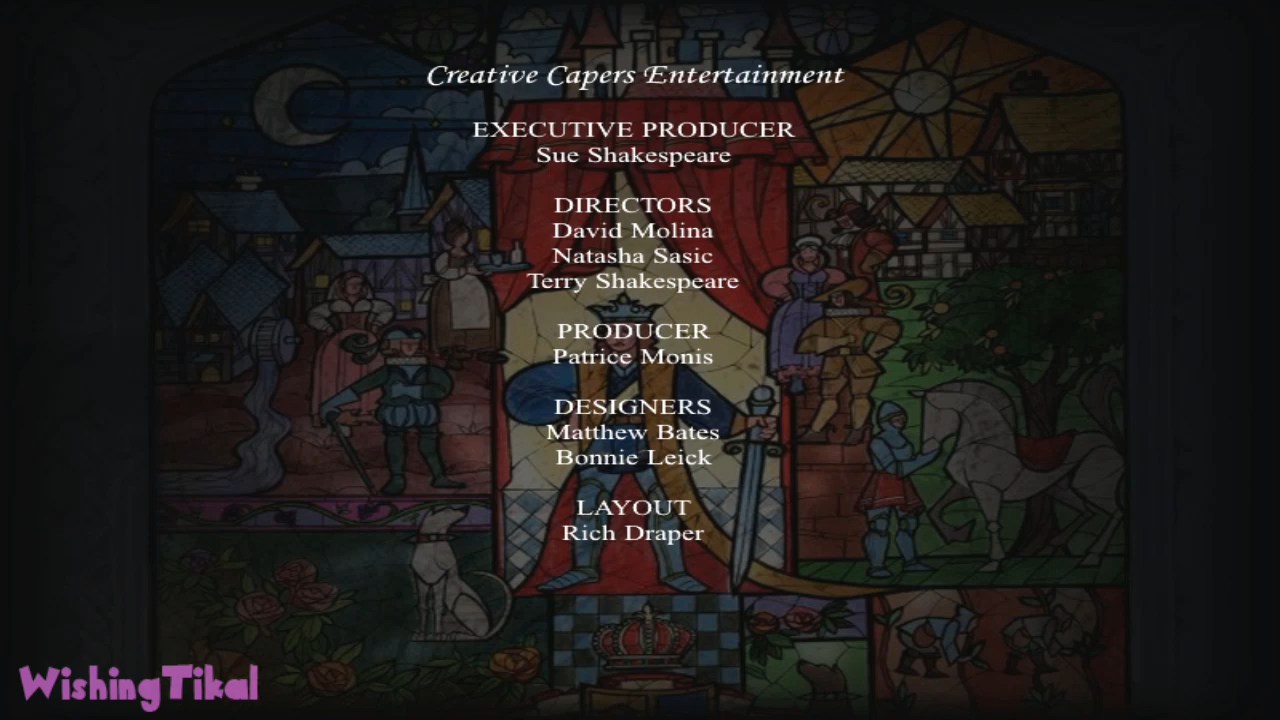 Creative Capers Entertainment
EXECUTIVE PRODUCER
Sue Shakespeare
DIRECTORS
David Molina
Natasha Sasic
Terry Shakespeare
PRODUCER
Patrice Monis
DESIGNERS
Matthew Bates
Bonnie Leick
LAYOUT
Rich Draper
WishingTikal